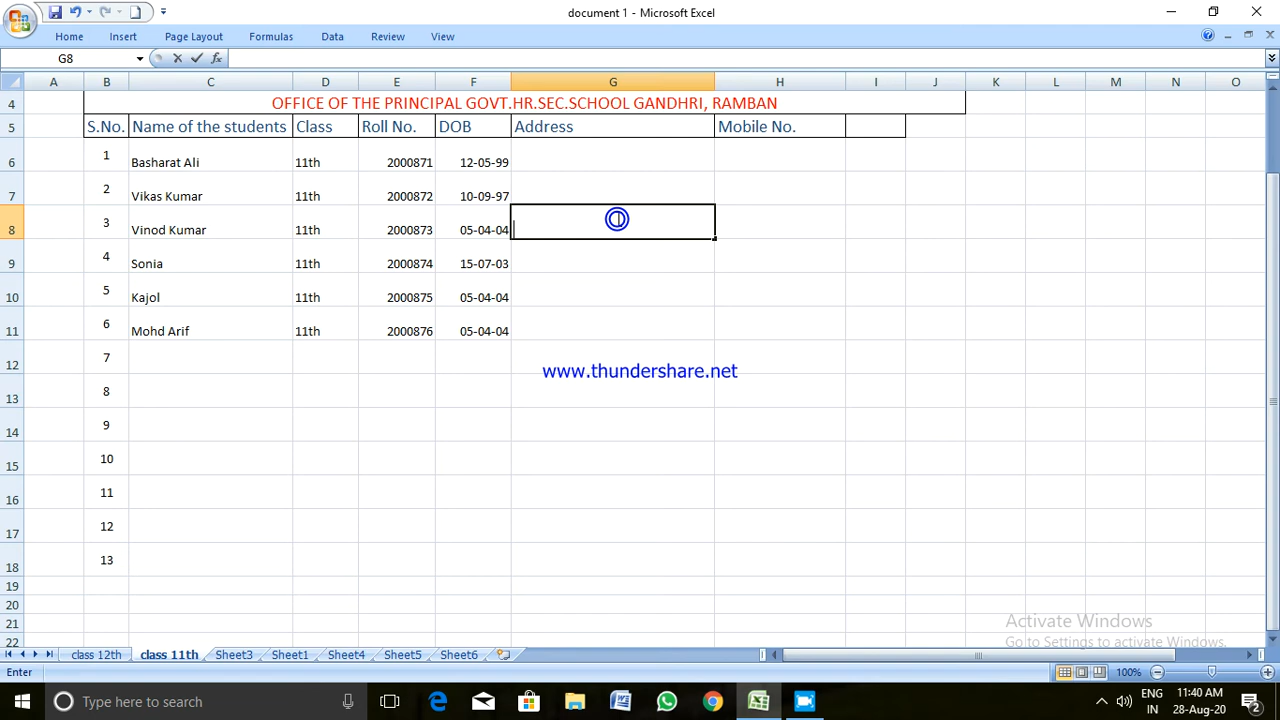 document 1 - Microsoft Excel
Home Insert Page Layout Formulas Data Review View
G8 fx
A B C D E F G H I J K L M N O
4 OFFICE OF THE PRINCIPAL GOVT.HR.SEC.SCHOOL GANDHRI, RAMBAN
5 S.No. Name of the students Class Roll No. DOB Address Mobile No.
6 1 Basharat Ali 11th 2000871 12-05-99
7 2 Vikas Kumar 11th 2000872 10-09-97
8 3 Vinod Kumar 11th 2000873 05-04-04
9 4 Sonia 11th 2000874 15-07-03
10 5 Kajol 11th 2000875 05-04-04
11 6 Mohd Arif 11th 2000876 05-04-04
12 7
www.thundershare.net
13 8
14 9
15 10
16 11
17 12
18 13
19
20
21
22
Activate Windows
Go to Settings to activate Windows.
class 12th class 11th Sheet3 Sheet1 Sheet4 Sheet5 Sheet6
Enter 100%
Type here to search
ENG 11:40 AM
IN 28-Aug-20 2